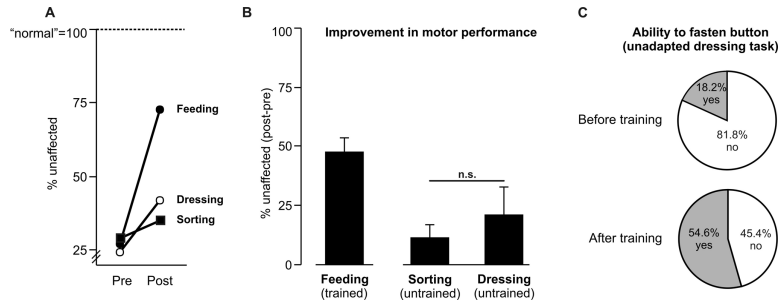 A
"normal"=100
75
50
25
% unaffected
Feeding
Dressing
Sorting
Pre
Post
B
Improvement in motor performance
100
75
50
25
0
% unaffected (post-pre)
n.s.
Feeding
(trained)
Sorting
(untrained)
Dressing
(untrained)
C
Ability to fasten button
(unadapted dressing task)
Before training
18.2%
yes
81.8%
no
After training
54.6%
yes
45.4%
no